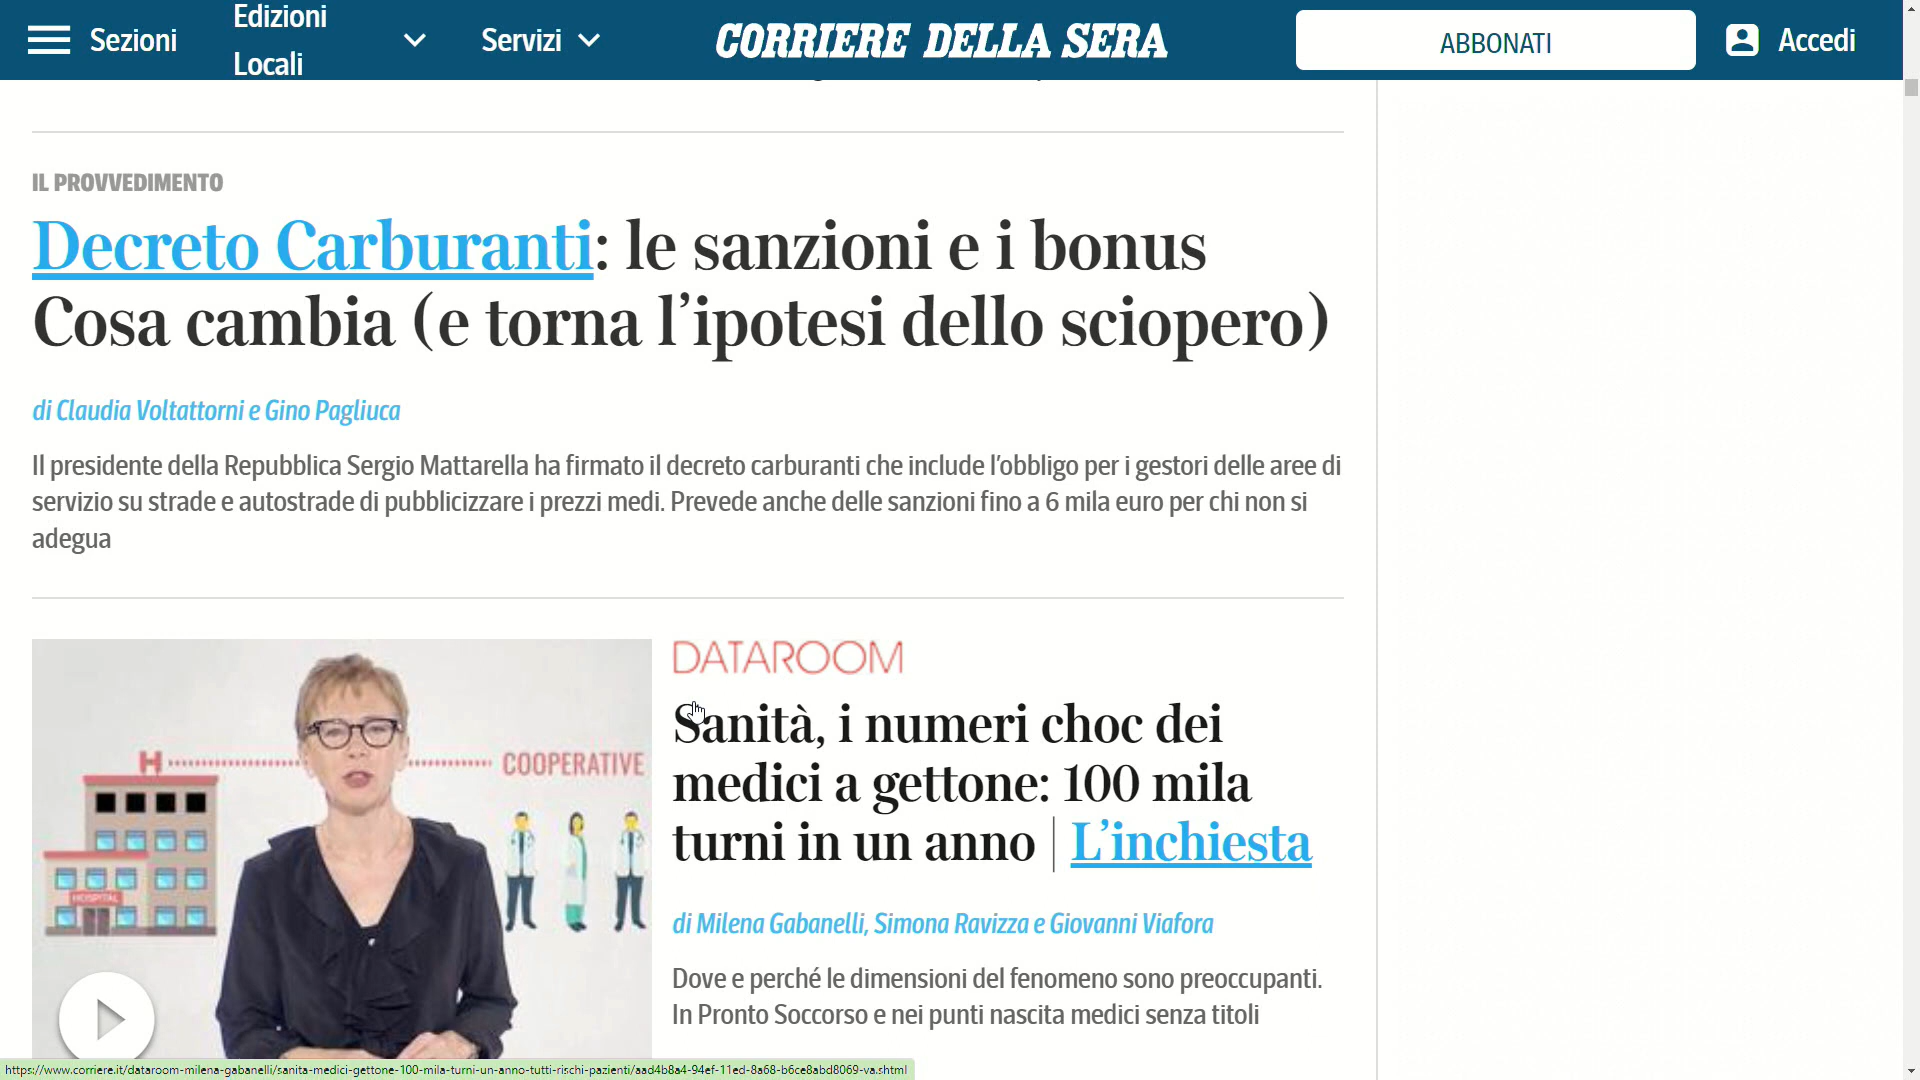 Sezioni
Edizioni
Locali
Servizi
CORRIERE DELLA SERA
ABBONATI
Accedi
IL PROVVEDIMENTO
Decreto Carburanti: le sanzioni e i bonus
Cosa cambia (e torna l’ipotesi dello sciopero)
di Claudia Voltattorni e Gino Pagliuca
Il presidente della Repubblica Sergio Mattarella ha firmato il decreto carburanti che include l’obbligo per i gestori delle aree di
servizio su strade e autostrade di pubblicizzare i prezzi medi. Prevede anche delle sanzioni fino a 6 mila euro per chi non si
adegua
H
COOPERATIVE
HOSPITAL
DATAROOM
Sanità, i numeri choc dei
medici a gettone: 100 mila
turni in un anno | L’inchiesta
di Milena Gabanelli, Simona Ravizza e Giovanni Viafora
Dove e perché le dimensioni del fenomeno sono preoccupanti.
In Pronto Soccorso e nei punti nascita medici senza titoli
https://www.corriere.it/dataroom-milena-gabanelli/sanita-medici-gettone-100-mila-turni-un-anno-tutti-rischi-pazienti/aad4b8a4-94ef-11ed-8a68-b6ce8abd8069-va.shtml